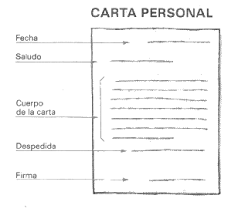 CARTA PERSONAL
Fecha
Saludo
Cuerpo
de la carta
Despedida
Firma